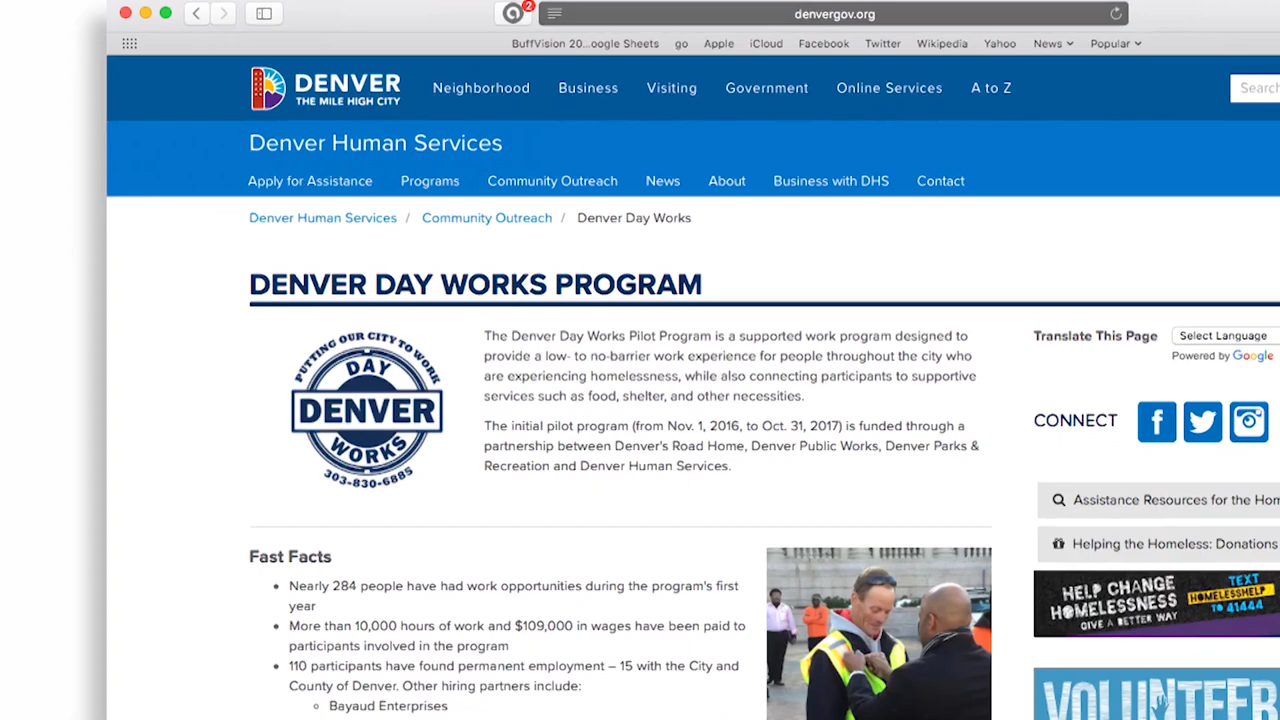 2
denvergov.org
BuffVision 20...oogle Sheets go Apple iCloud Facebook Twitter Wikipedia Yahoo News Popular
DENVER
THE MILE HIGH CITY
Neighborhood Business Visiting Government Online Services A to Z
Search
Denver Human Services
Apply for Assistance Programs Community Outreach News About Business with DHS Contact
Denver Human Services / Community Outreach / Denver Day Works
DENVER DAY WORKS PROGRAM
PUTTING OUR CITY TO WORK
DAY
DENVER
WORKS
303-830-6885
The Denver Day Works Pilot Program is a supported work program designed to
provide a low- to no-barrier work experience for people throughout the city who
are experiencing homelessness, while also connecting participants to supportive
services such as food, shelter, and other necessities.
The initial pilot program (from Nov. 1, 2016, to Oct. 31, 2017) is funded through a
partnership between Denver's Road Home, Denver Public Works, Denver Parks &
Recreation and Denver Human Services.
Translate This Page Select Language
Powered by Google
CONNECT
Assistance Resources for the Hom
Helping the Homeless: Donations
HELP CHANGE
HOMELESSNESS
GIVE A BETTER WAY
TEXT
HOMELESSHELP
TO 41444
VOLUNTEER
Fast Facts
• Nearly 284 people have had work opportunities during the program's first
year
• More than 10,000 hours of work and $109,000 in wages have been paid to
participants involved in the program
• 110 participants have found permanent employment – 15 with the City and
County of Denver. Other hiring partners include:
◦ Bayaud Enterprises